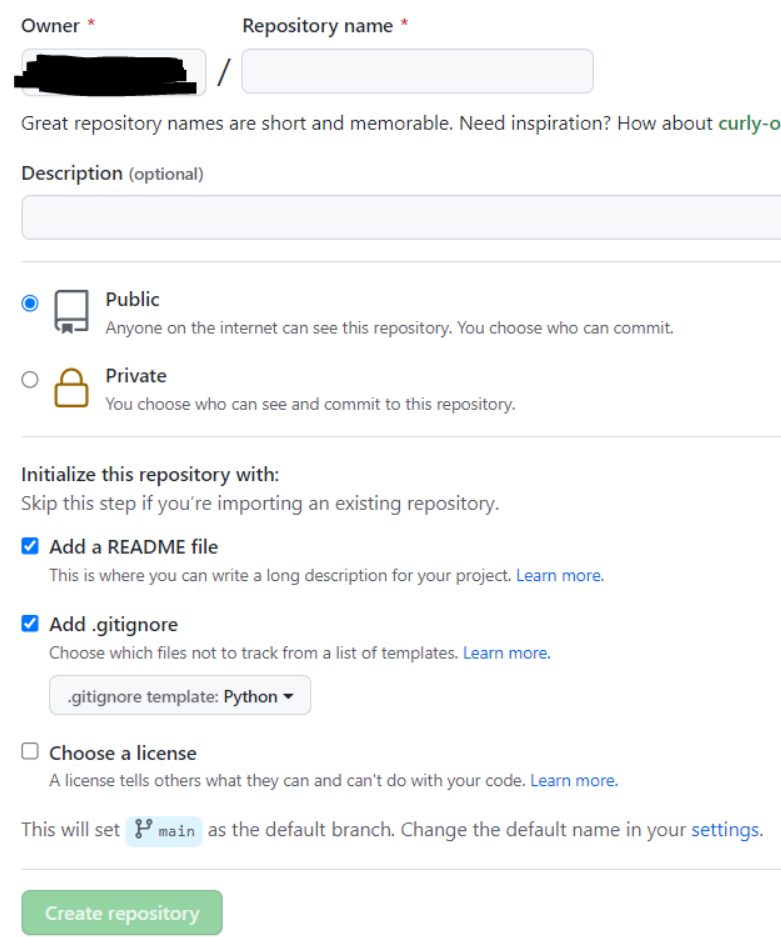 Owner *
Repository name *
/
Great repository names are short and memorable. Need inspiration? How about curly-o
Description (optional)
Public
Anyone on the internet can see this repository. You choose who can commit.
Private
You choose who can see and commit to this repository.
Initialize this repository with:
Skip this step if you’re importing an existing repository.
Add a README file
This is where you can write a long description for your project. Learn more.
Add .gitignore
Choose which files not to track from a list of templates. Learn more.
.gitignore template: Python
Choose a license
A license tells others what they can and can't do with your code. Learn more.
This will set main as the default branch. Change the default name in your settings.
Create repository